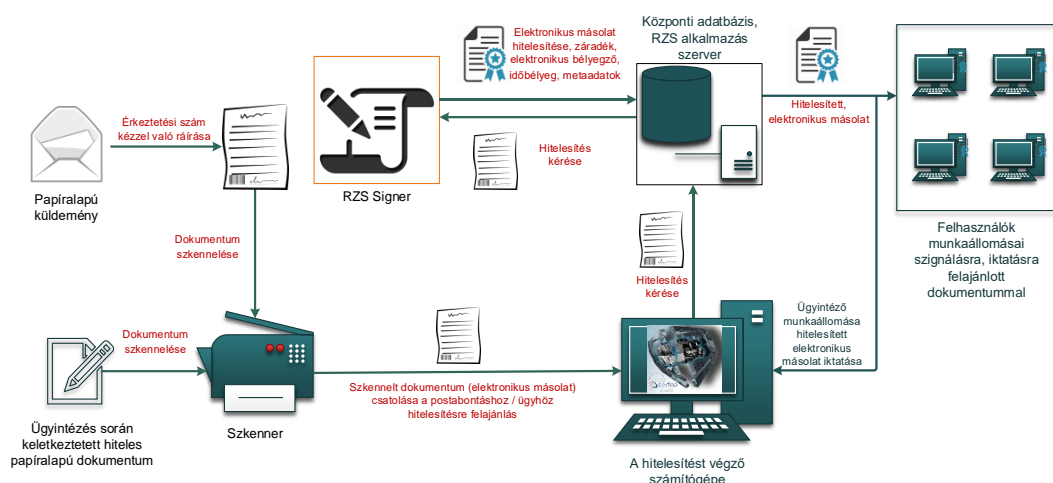 Érkeztetési szám
kézzel való ráírása
Papíralapú
küldemény
Elektronikus másolat
hitelesítése, záradék,
elektronikus bélyegző,
időbélyeg, metaadatok
Hitelesítés
kérése
RZS Signer
Központi adatbázis,
RZS alkalmazás
szerver
Hitelesített,
elektronikus másolat
Felhasználók
munkaállomásai
szignálásra, iktatásra
felajánlott
dokumentummal
Dokumentum
szkennelése
Hitelesítés
kérése
Ügyintéző
munkaállomása
hitelesített
elektronikus
másolat iktatása
Dokumentum
szkennelése
Szkennelt dokumentum (elektronikus másolat)
csatolása a postabontáshoz / ügyhöz
hitelesítésre felajánlás
Ügyintézés során
keletkeztetett hiteles
papíralapú dokumentum
Szkenner
A hitelesítést végző
számítógépe